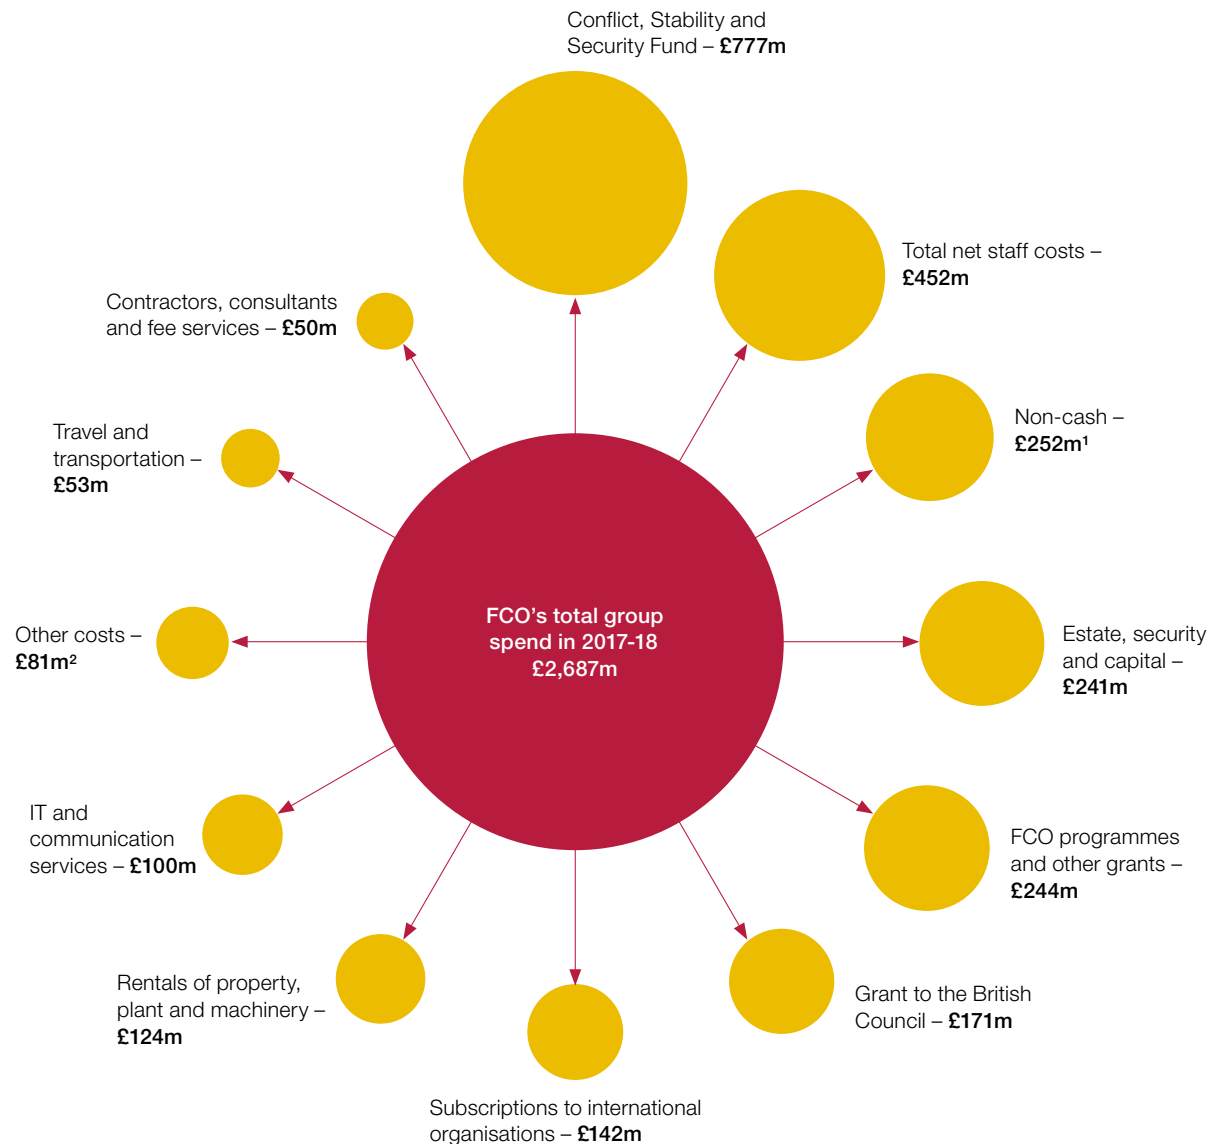 Conflict, Stability and
Security Fund – £777m
Total net staff costs –
£452m
Non-cash –
£252m¹
Estate, security
and capital –
£241m
FCO programmes
and other grants –
£244m
Grant to the British
Council – £171m
Subscriptions to international
organisations – £142m
Rentals of property,
plant and machinery –
£124m
IT and
communication
services – £100m
Other costs –
£81m²
Travel and
transportation –
£53m
Contractors, consultants
and fee services – £50m
FCO’s total group
spend in 2017-18
£2,687m